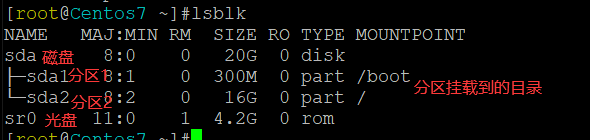 [root@Centos7 ~]#lsblk
NAME MAJ:MIN RM SIZE RO TYPE MOUNTPOINT
sda 磁盘 8:0 0 20G 0 disk
├─sda1 分区1 8:1 0 300M 0 part /boot 分区挂载到的目录
└─sda2 分区2 8:2 0 16G 0 part /
sr0 光盘 11:0 1 4.2G 0 rom
[root@Centos7 ~]#